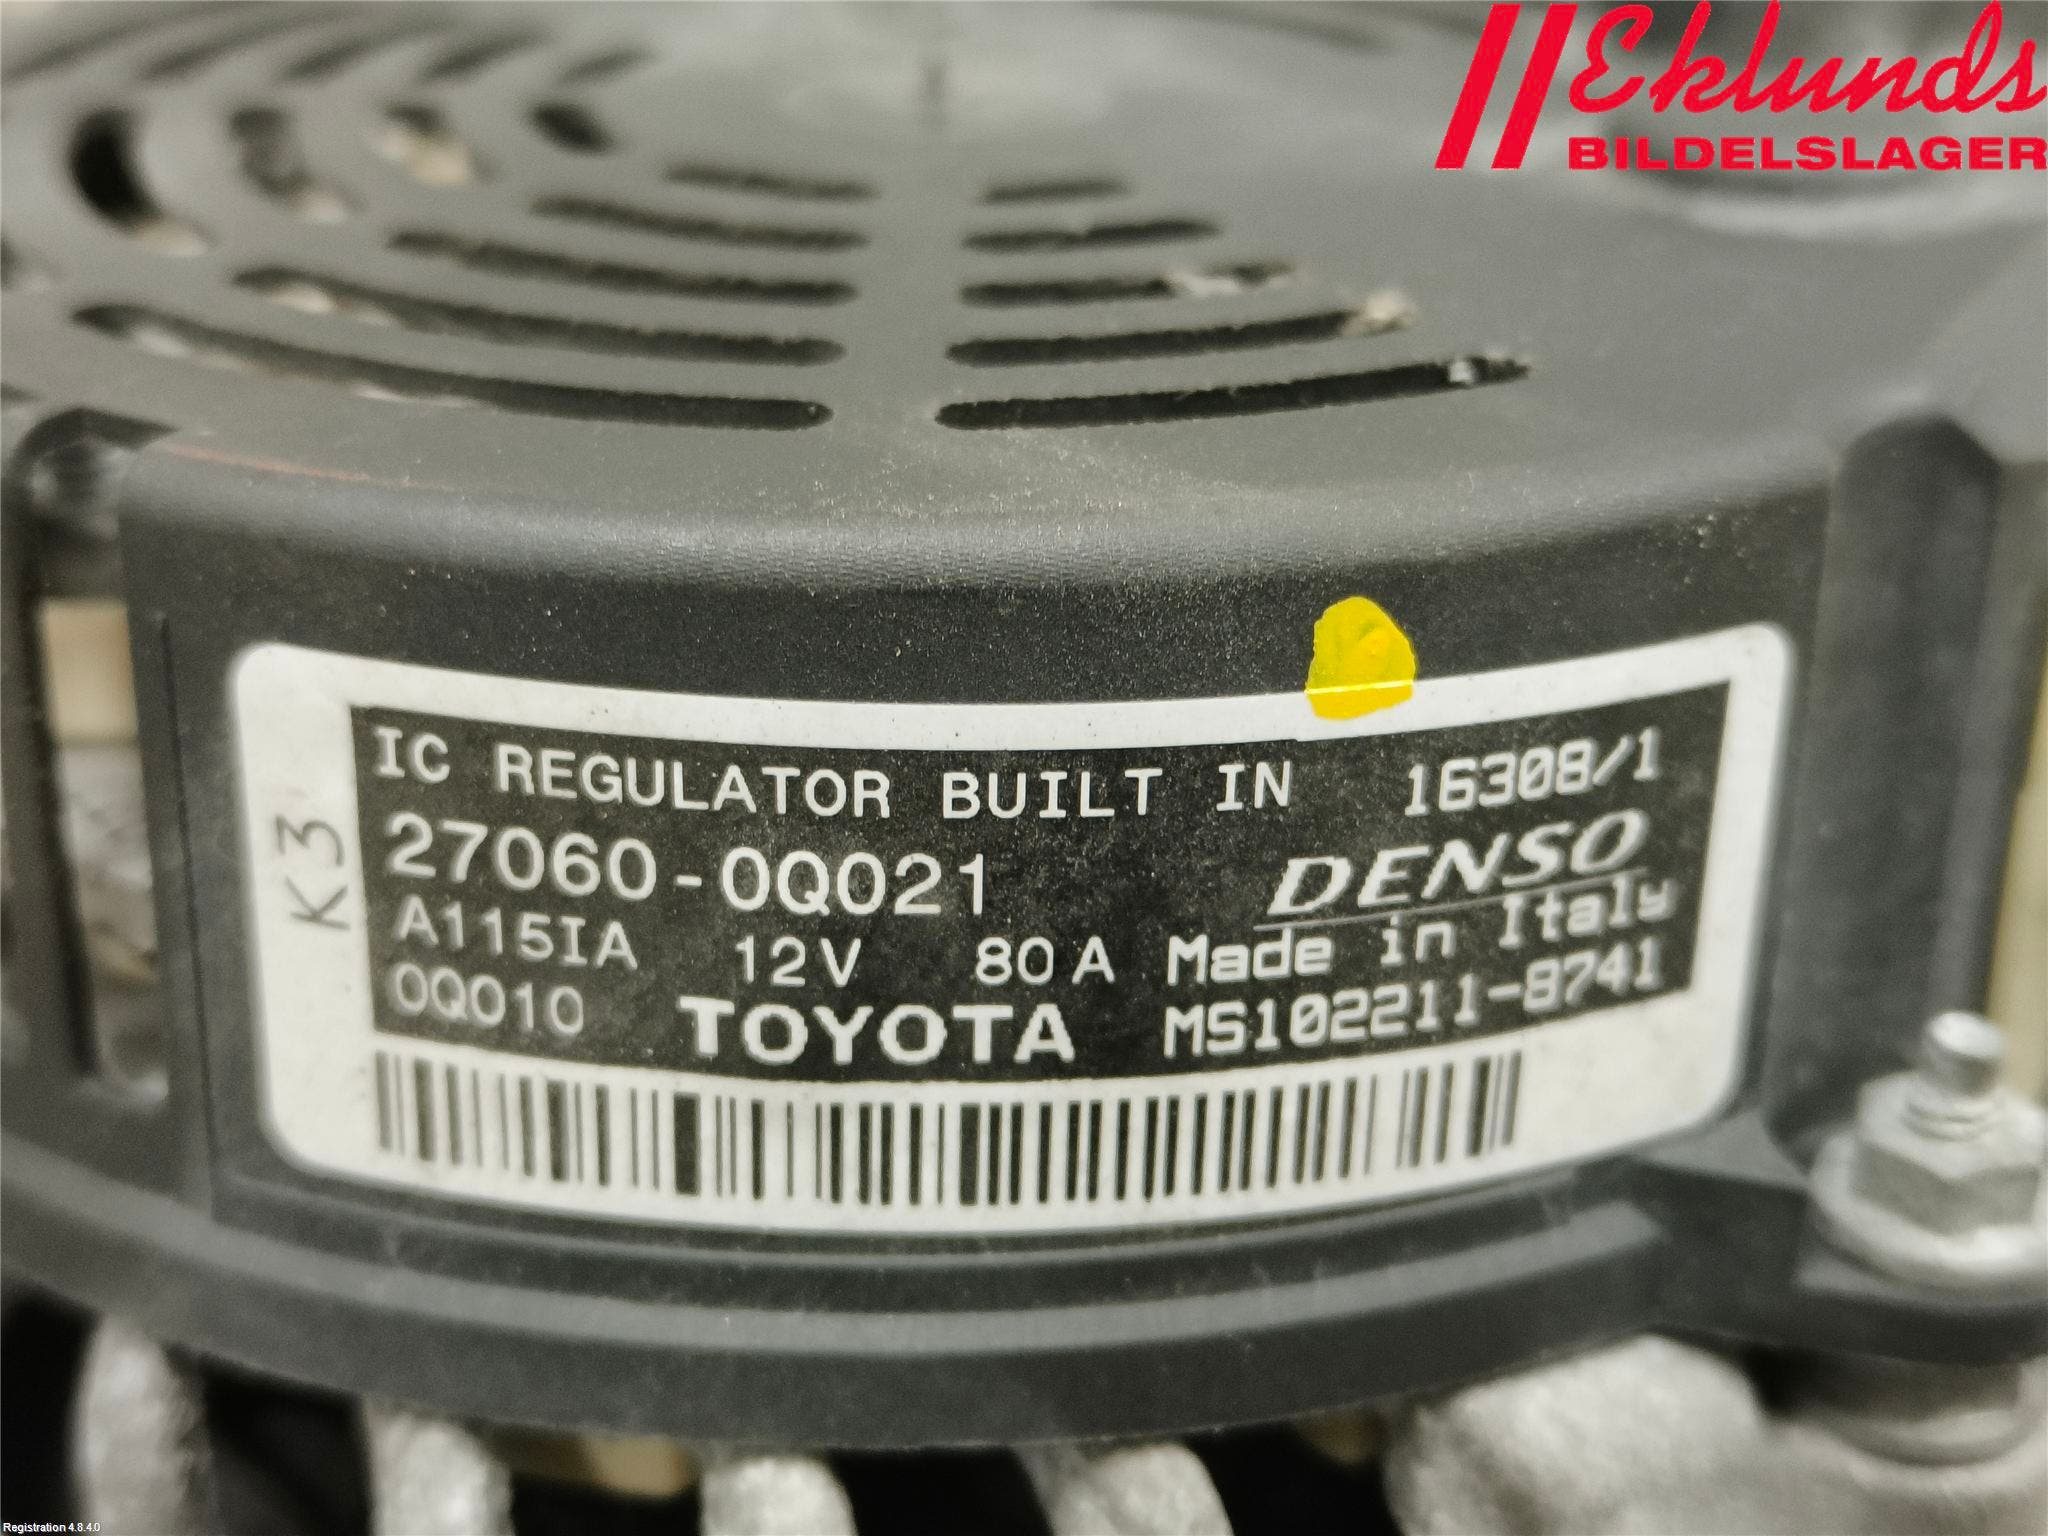 Eklunds
BILDELSLAGER
IC REGULATOR BUILT IN 16308/1
27060-0Q021 DENSO
A115IA 12V 80A Made in Italy
0Q010 TOYOTA MS102211-8741
K3
Registration 4.8.4.0